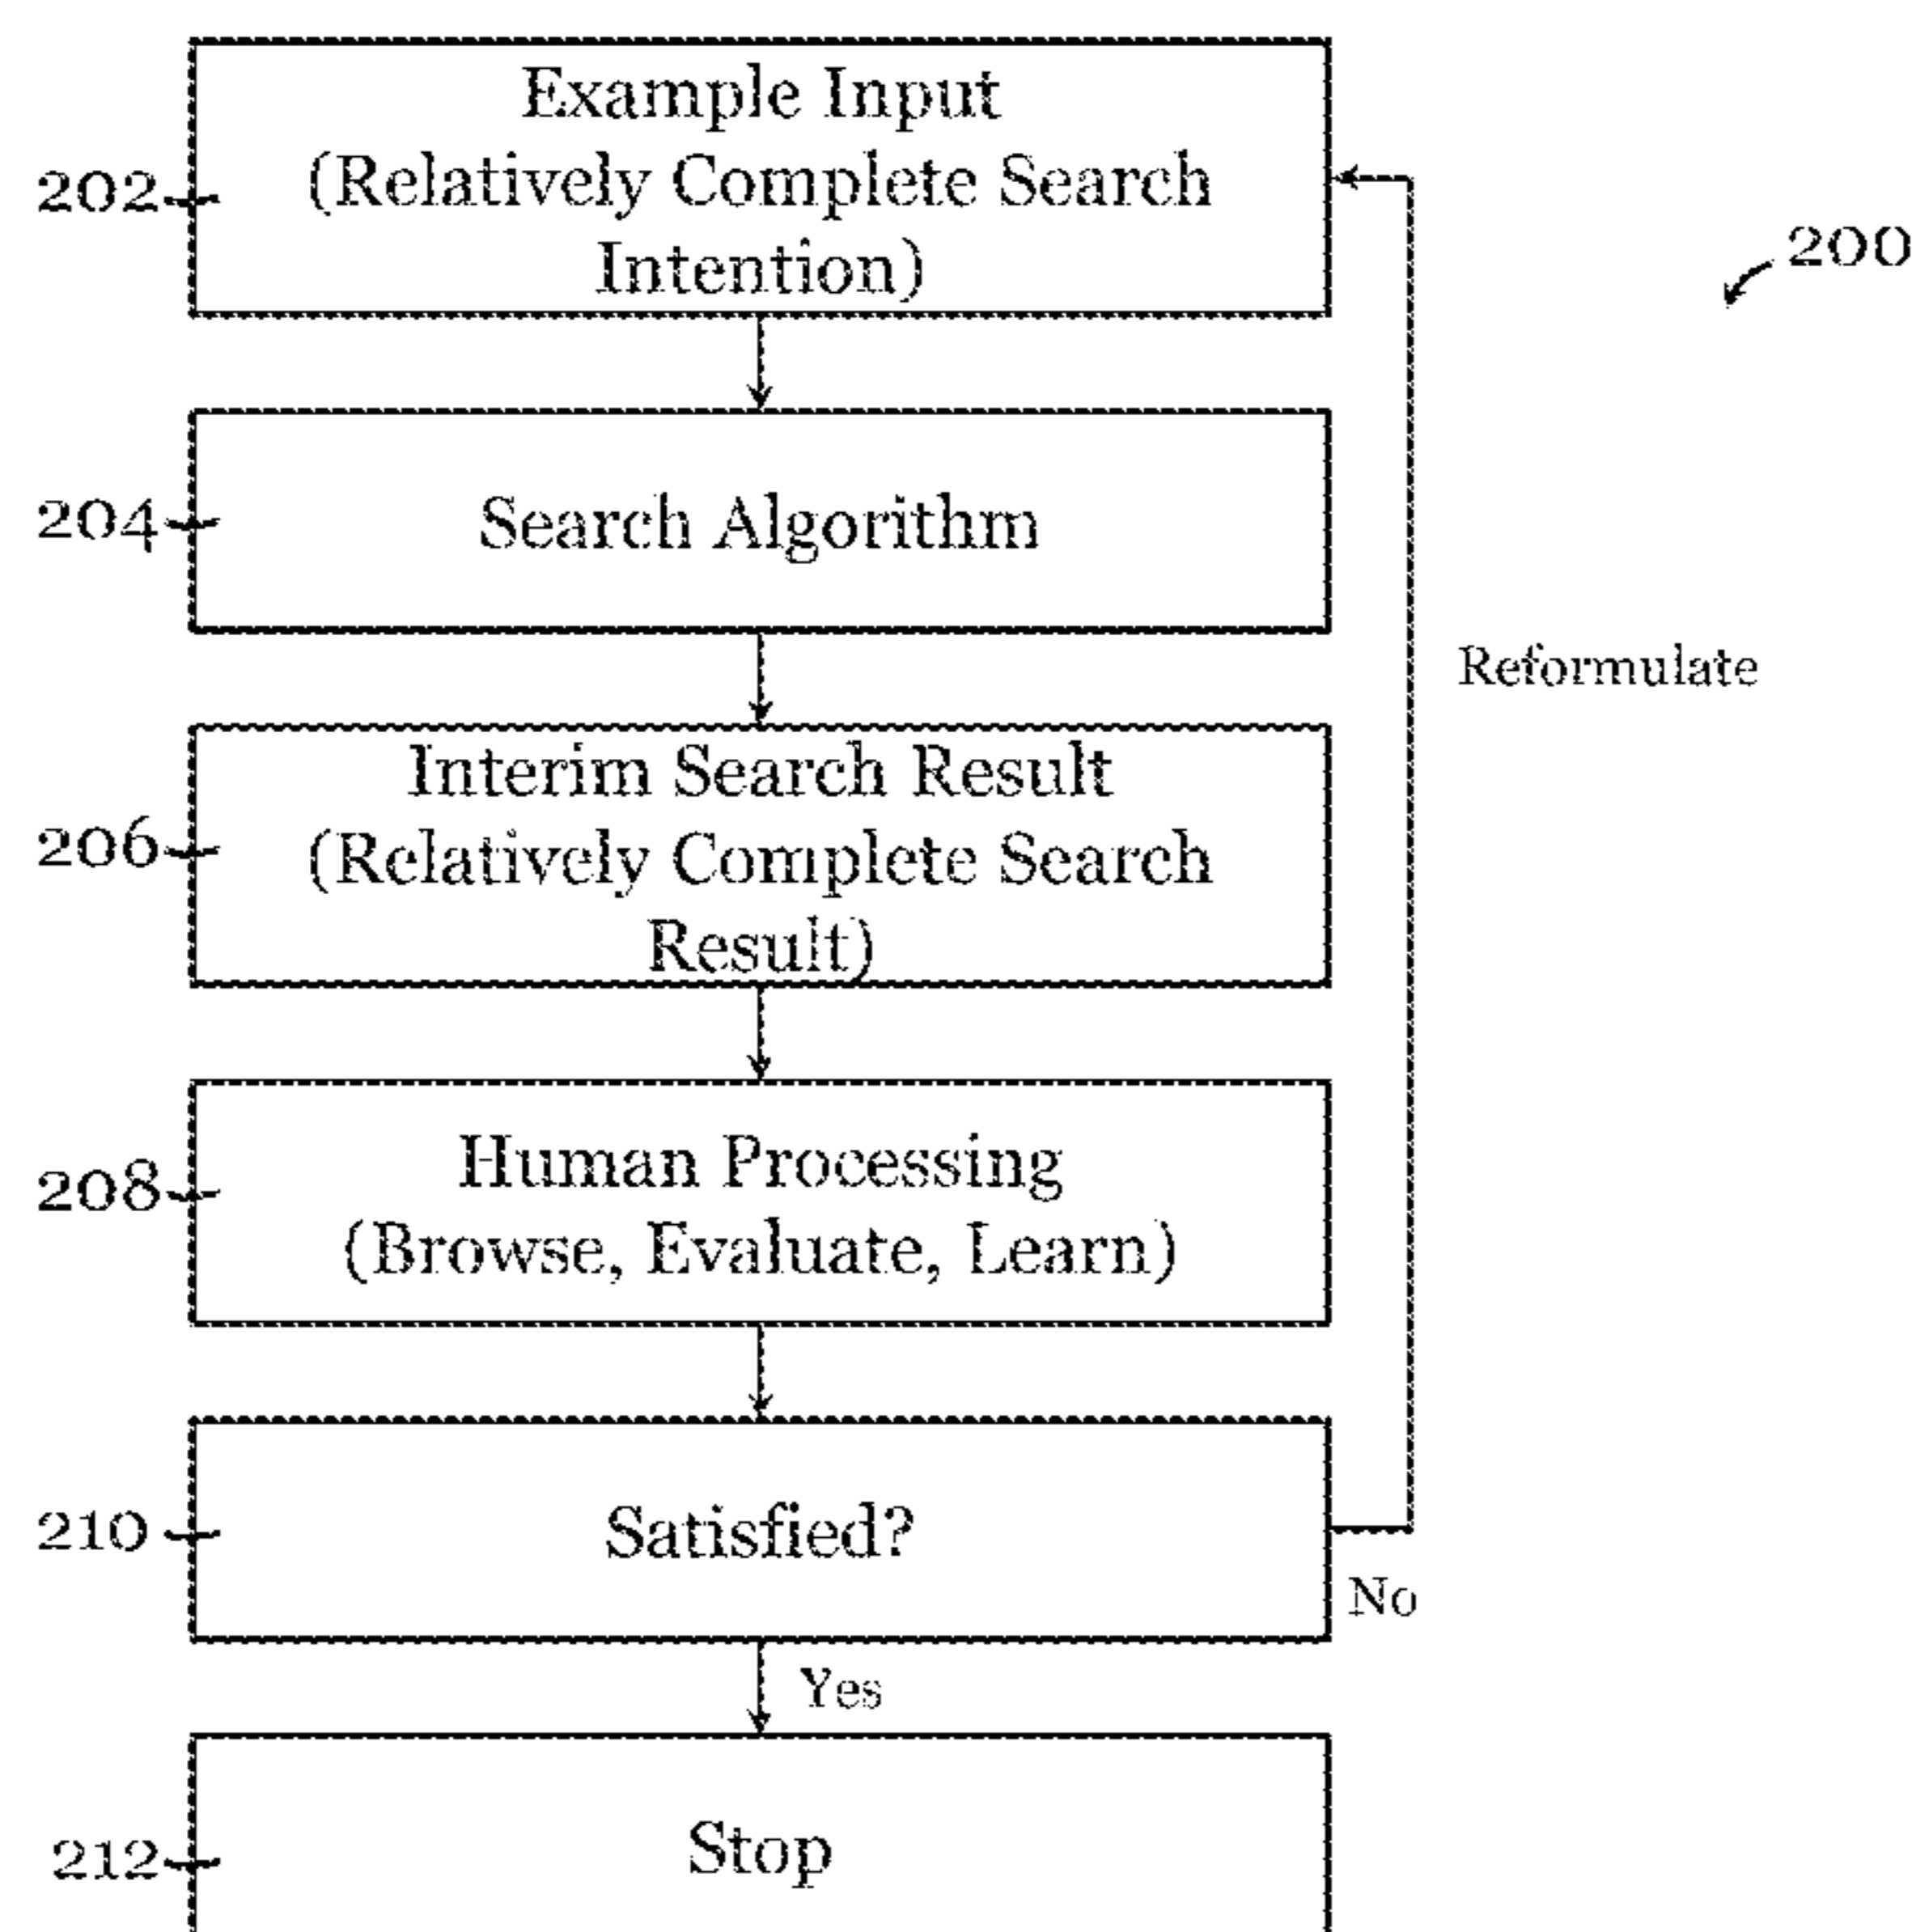 Example Input
(Relatively Complete Search
Intention)
202
200
Search Algorithm
204
Reformulate
Interim Search Result
(Relatively Complete Search
Result)
206
Human Processing
(Browse, Evaluate, Learn)
208
Satisfied?
210
No
Yes
Stop
212